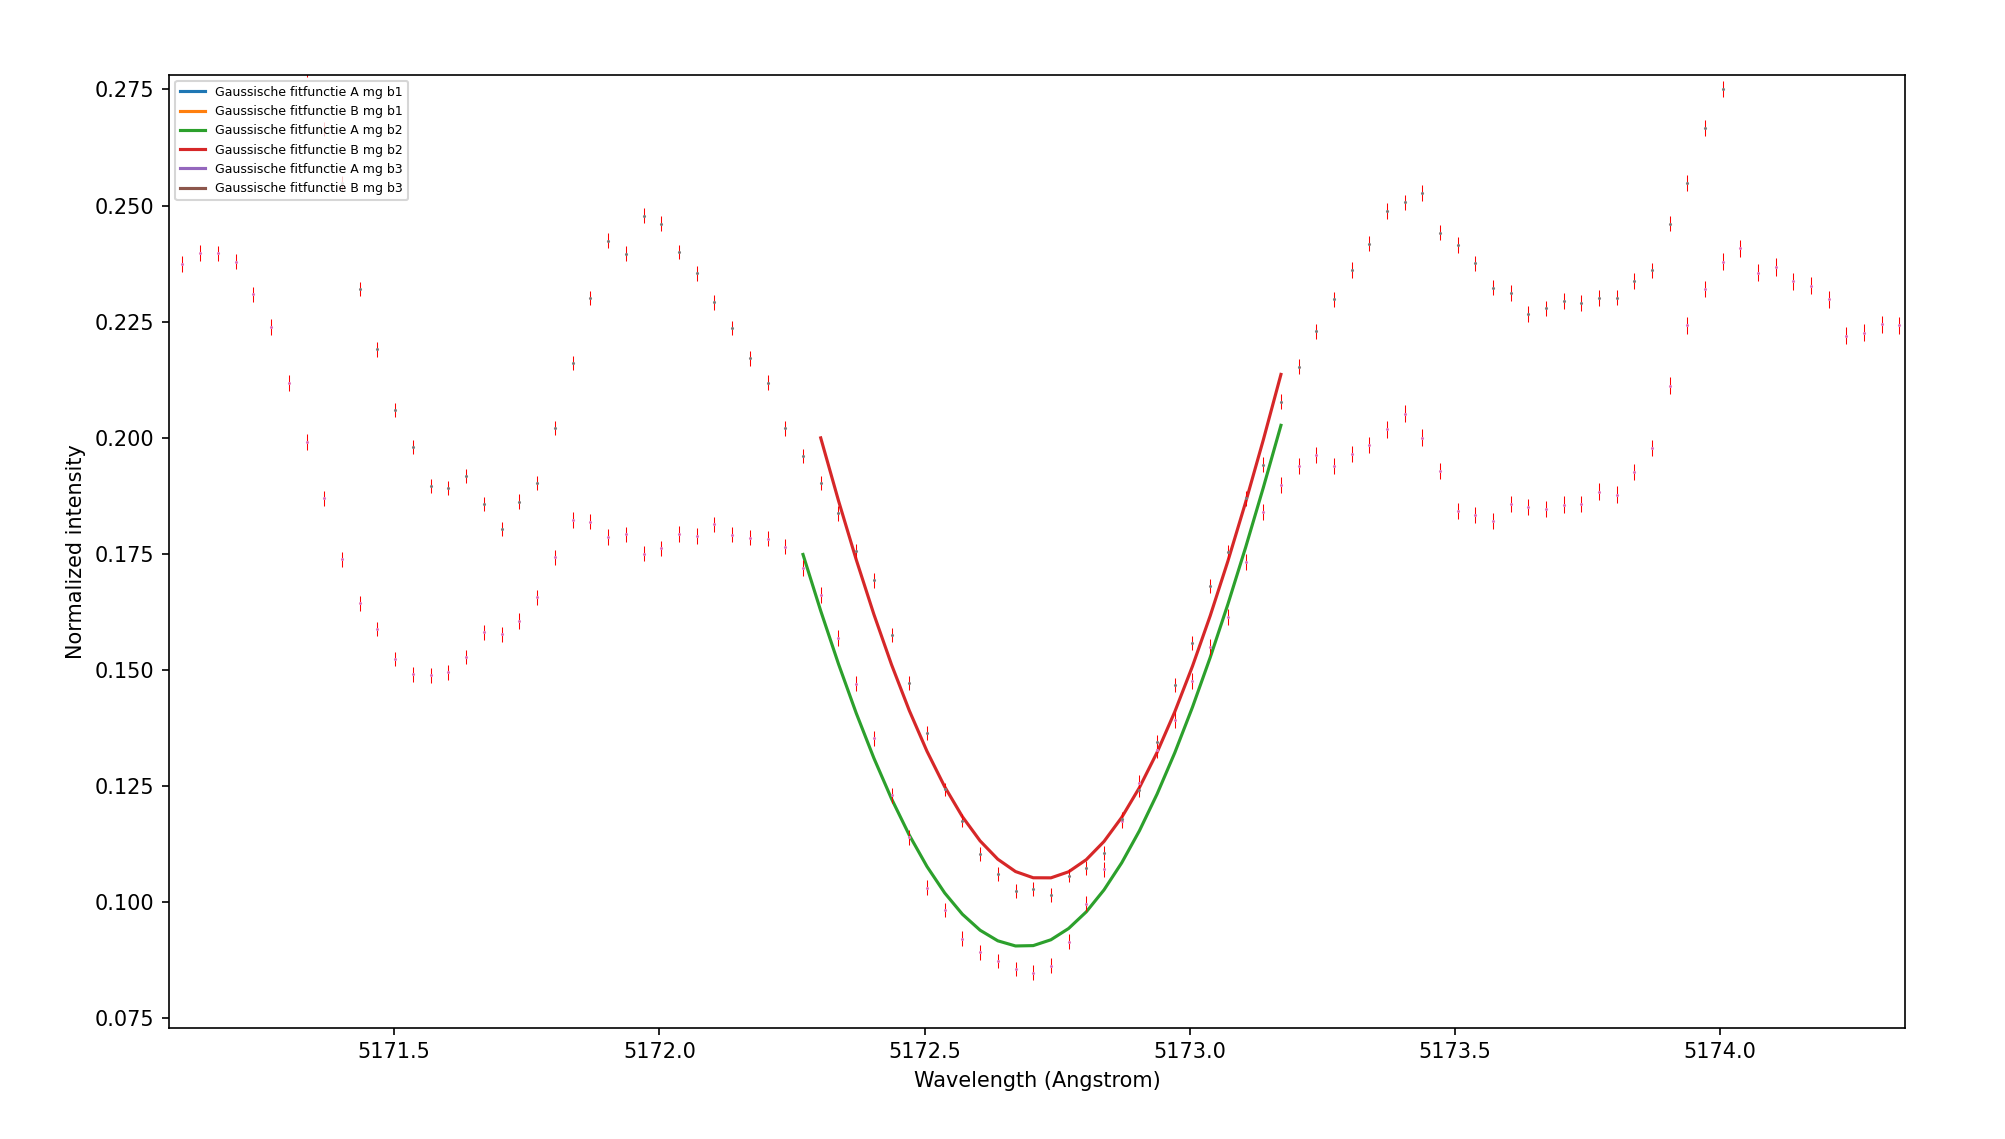 0.275
0.250
0.225
0.200
0.175
0.150
0.125
0.100
0.075
Normalized intensity
Gaussische fitfunctie A mg b1
Gaussische fitfunctie B mg b1
Gaussische fitfunctie A mg b2
Gaussische fitfunctie B mg b2
Gaussische fitfunctie A mg b3
Gaussische fitfunctie B mg b3
5171.5 5172.0 5172.5 5173.0 5173.5 5174.0
Wavelength (Angstrom)